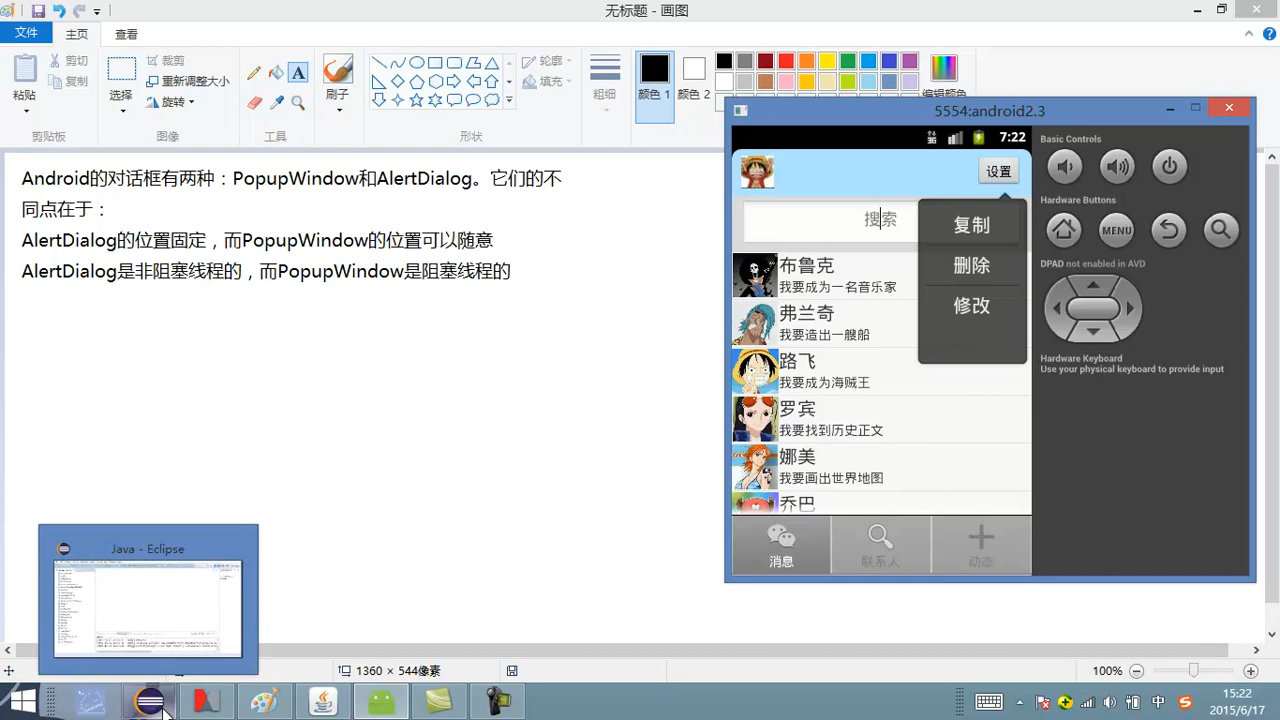 无标题 - 画图
文件
主页
查看
粘贴
剪切
复制
剪贴板
选择
裁剪
重新调整大小
旋转
图像
A
工具
刷子
形状
轮廓
填充
粗细
颜色 1
颜色 2
编辑颜色
Android的对话框有两种：PopupWindow和AlertDialog。它们的不
同点在于：
AlertDialog的位置固定，而PopupWindow的位置可以随意
AlertDialog是非阻塞线程的，而PopupWindow是阻塞线程的
5554:android2.3
3G
7:22
设置
搜索
复制
删除
修改
布鲁克
我要成为一名音乐家
弗兰奇
我要造出一艘船
路飞
我要成为海贼王
罗宾
我要找到历史正文
娜美
我要画出世界地图
乔巴
消息
联系人
动态
Basic Controls
Hardware Buttons
MENU
DPAD not enabled in AVD
Hardware Keyboard
Use your physical keyboard to provide input
Java - Eclipse
1360 × 544像素
100%
中
15:22
2015/6/17